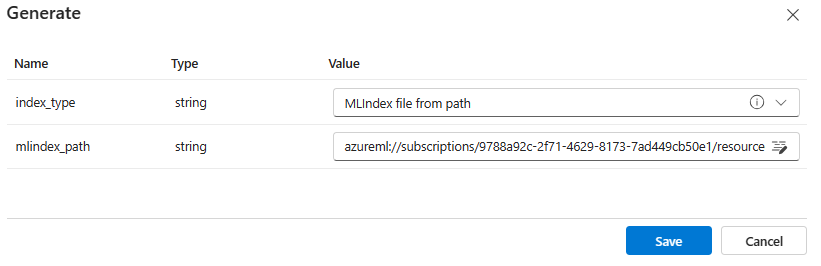 Generate
Name Type Value
index_type string MLIndex file from path
mlindex_path string azureml://subscriptions/9788a92c-2f71-4629-8173-7ad449cb50e1/resource
Save Cancel